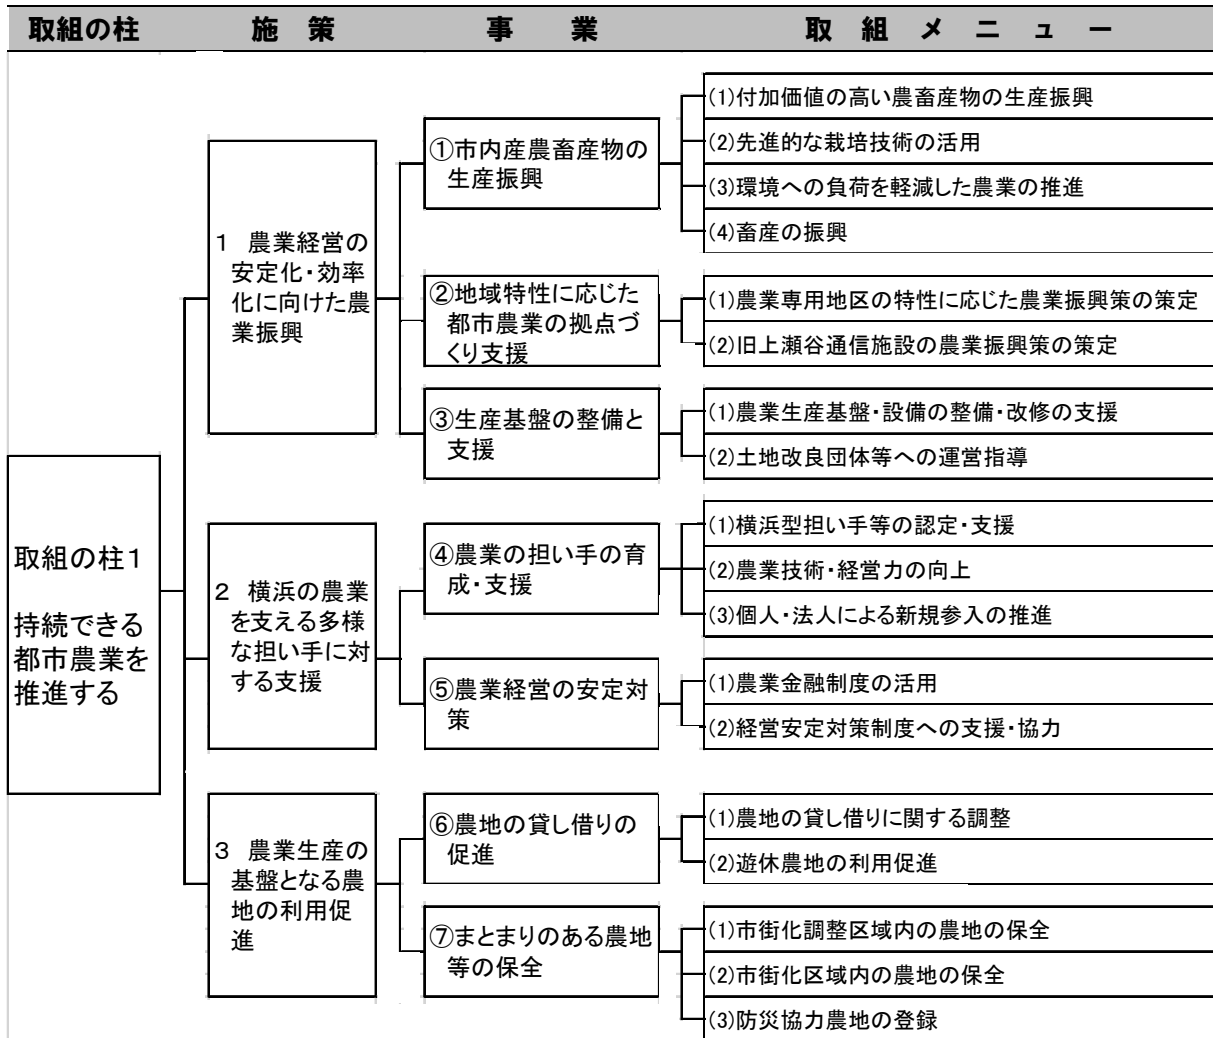 取組の柱 施策 事業 取組メニュー
取組の柱1
持続できる
都市農業を
推進する
1 農業経営の
安定化・効率
化に向けた農
業振興
①市内産農畜産物の
生産振興
(1)付加価値の高い農畜産物の生産振興
(2)先進的な栽培技術の活用
(3)環境への負荷を軽減した農業の推進
(4)畜産の振興
②地域特性に応じた
都市農業の拠点づ
くり支援
(1)農業専用地区の特性に応じた農業振興策の策定
(2)旧上瀬谷通信施設の農業振興策の策定
③生産基盤の整備と
支援
(1)農業生産基盤・設備の整備・改修の支援
(2)土地改良団体等への運営指導
2 横浜の農業
を支える多様
な担い手に対
する支援
④農業の担い手の育
成・支援
(1)横浜型担い手等の認定・支援
(2)農業技術・経営力の向上
(3)個人・法人による新規参入の推進
⑤農業経営の安定対
策
(1)農業金融制度の活用
(2)経営安定対策制度への支援・協力
3 農業生産の
基盤となる農
地の利用促
進
⑥農地の貸し借りの
促進
(1)農地の貸し借りに関する調整
(2)遊休農地の利用促進
⑦まとまりのある農地
等の保全
(1)市街化調整区域内の農地の保全
(2)市街化区域内の農地の保全
(3)防災協力農地の登録